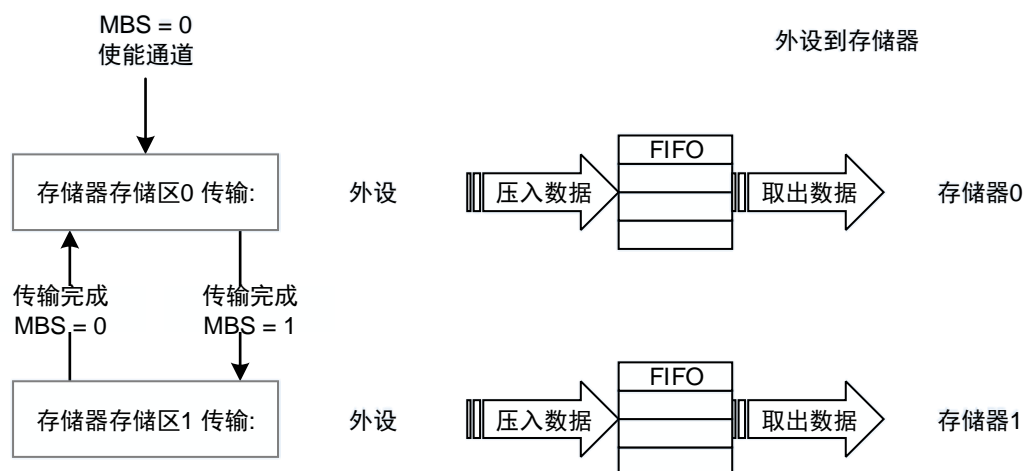 MBS = 0
使能通道
外设到存储器
存储器存储区0 传输:
外设
压入数据
FIFO
取出数据
存储器0
传输完成
MBS = 0
传输完成
MBS = 1
存储器存储区1 传输:
外设
压入数据
FIFO
取出数据
存储器1